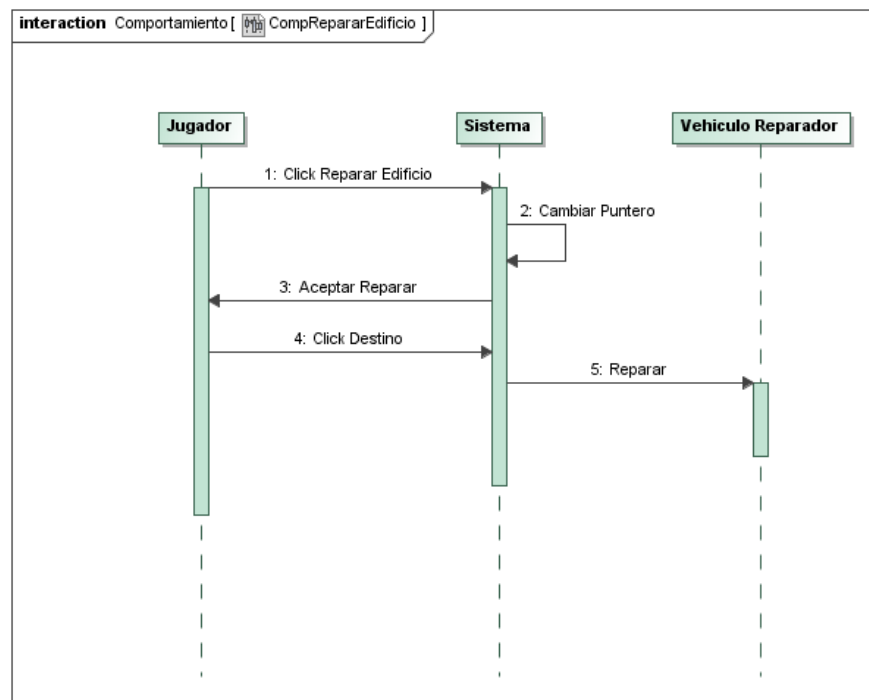 interaction Comportamiento [ CompRepararEdificio ]
Jugador
Sistema
Vehiculo Reparador
1: Click Reparar Edificio
2: Cambiar Puntero
3: Aceptar Reparar
4: Click Destino
5: Reparar